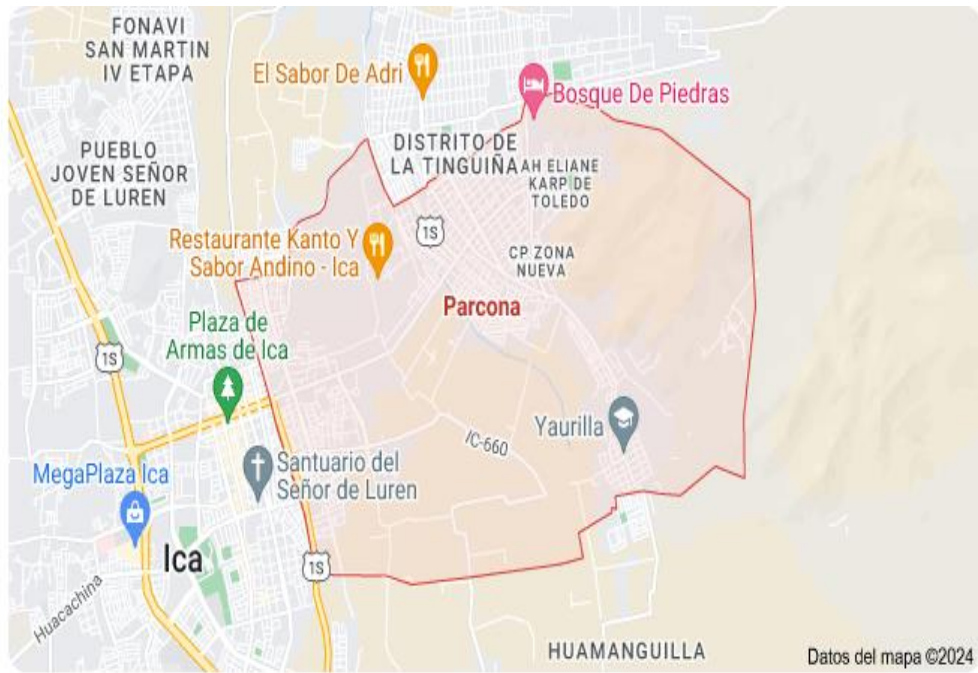 FONAVI
SAN MARTIN
IV ETAPA
El Sabor De Adri
Bosque De Piedras
PUEBLO
JOVEN SEÑOR
DE LUREN
DISTRITO DE
LA TINGUIÑA
AH ELIANE
KARP DE
TOLEDO
1S
Restaurante Kanto Y
Sabor Andino - Ica
CP ZONA
NUEVA
Parcona
Plaza de
Armas de Ica
1S
Yaurilla
IC-660
Santuario del
Señor de Luren
MegaPlaza Ica
Ica
1S
Huacachina
HUAMANGUILLA
Datos del mapa ©2024